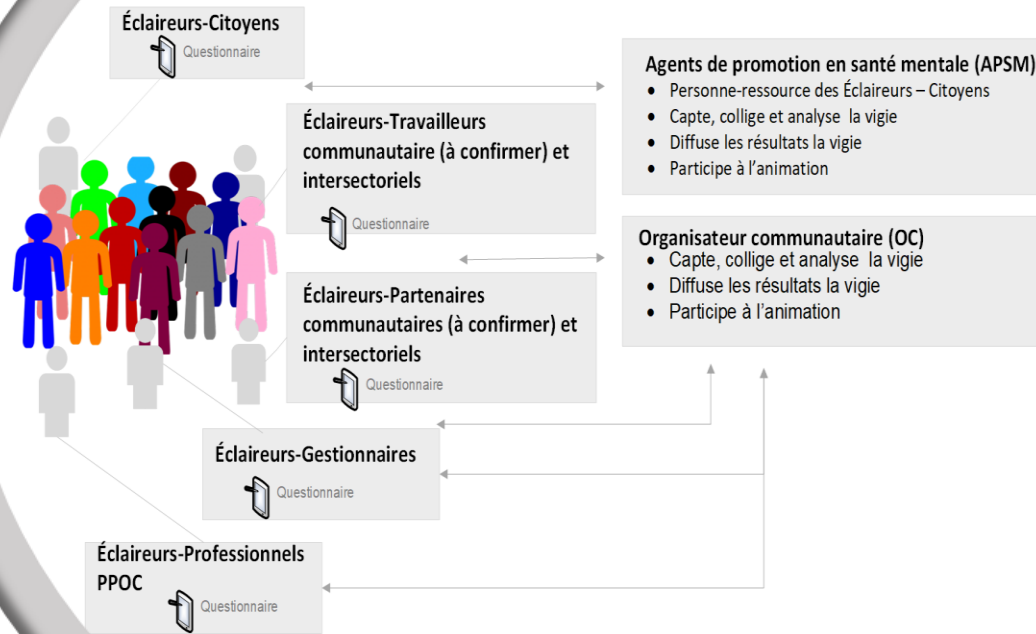 Éclaireurs-Citoyens
Questionnaire
Éclaireurs-Travailleurs
communautaire (à confirmer) et
intersectoriels
Questionnaire
Éclaireurs-Partenaires
communautaires (à confirmer) et
intersectoriels
Questionnaire
Éclaireurs-Gestionnaires
Questionnaire
Éclaireurs-Professionnels
PPOC
Questionnaire
Agents de promotion en santé mentale (APSM)
• Personne-ressource des Éclaireurs – Citoyens
• Capte, collige et analyse la vigie
• Diffuse les résultats la vigie
• Participe à l'animation
Organisateur communautaire (OC)
• Capte, collige et analyse la vigie
• Diffuse les résultats la vigie
• Participe à l'animation